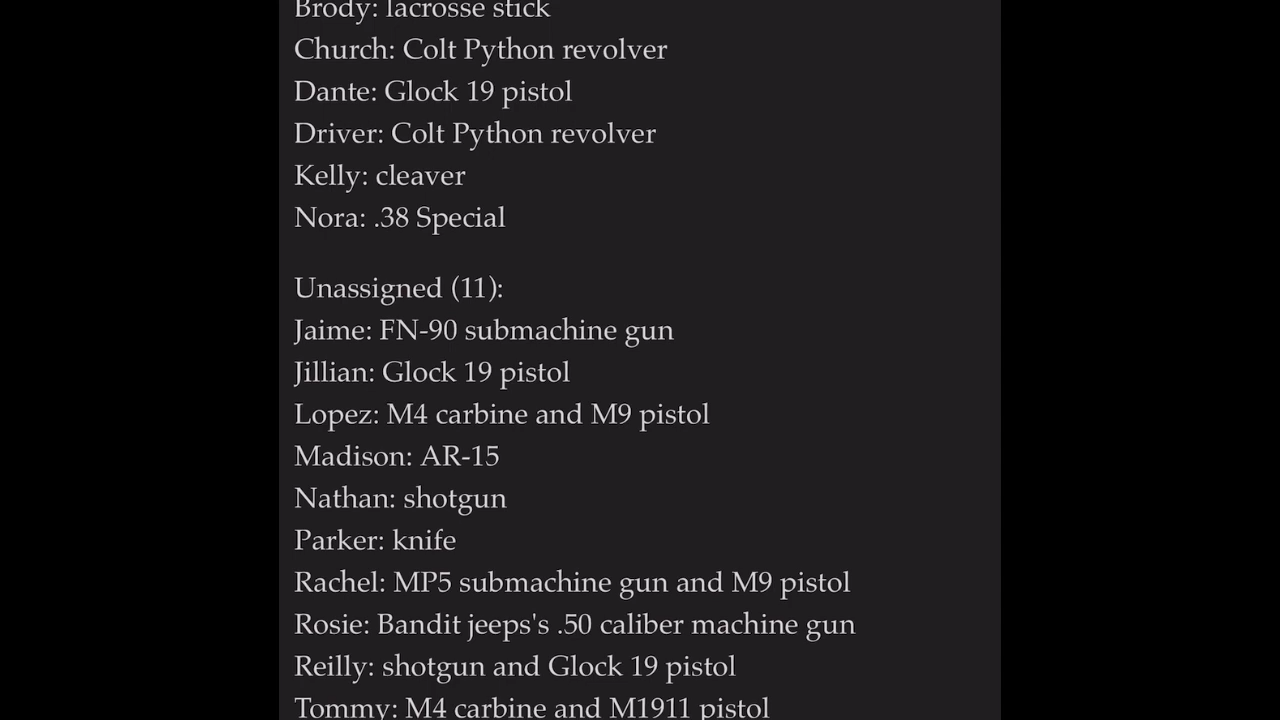 Brody: lacrosse stick
Church: Colt Python revolver
Dante: Glock 19 pistol
Driver: Colt Python revolver
Kelly: cleaver
Nora: .38 Special
Unassigned (11):
Jaime: FN-90 submachine gun
Jillian: Glock 19 pistol
Lopez: M4 carbine and M9 pistol
Madison: AR-15
Nathan: shotgun
Parker: knife
Rachel: MP5 submachine gun and M9 pistol
Rosie: Bandit jeeps's .50 caliber machine gun
Reilly: shotgun and Glock 19 pistol
Tommy: M4 carbine and M1911 pistol